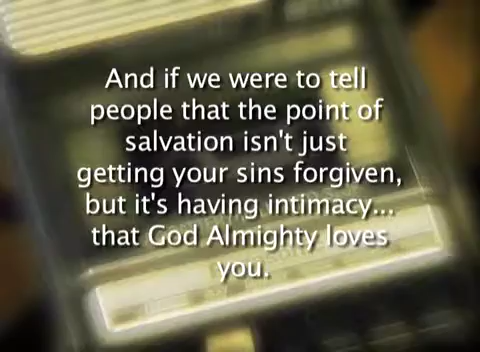 And if we were to tell
people that the point of
salvation isn't just
getting your sins forgiven,
but it's having intimacy...
that God Almighty loves
you.